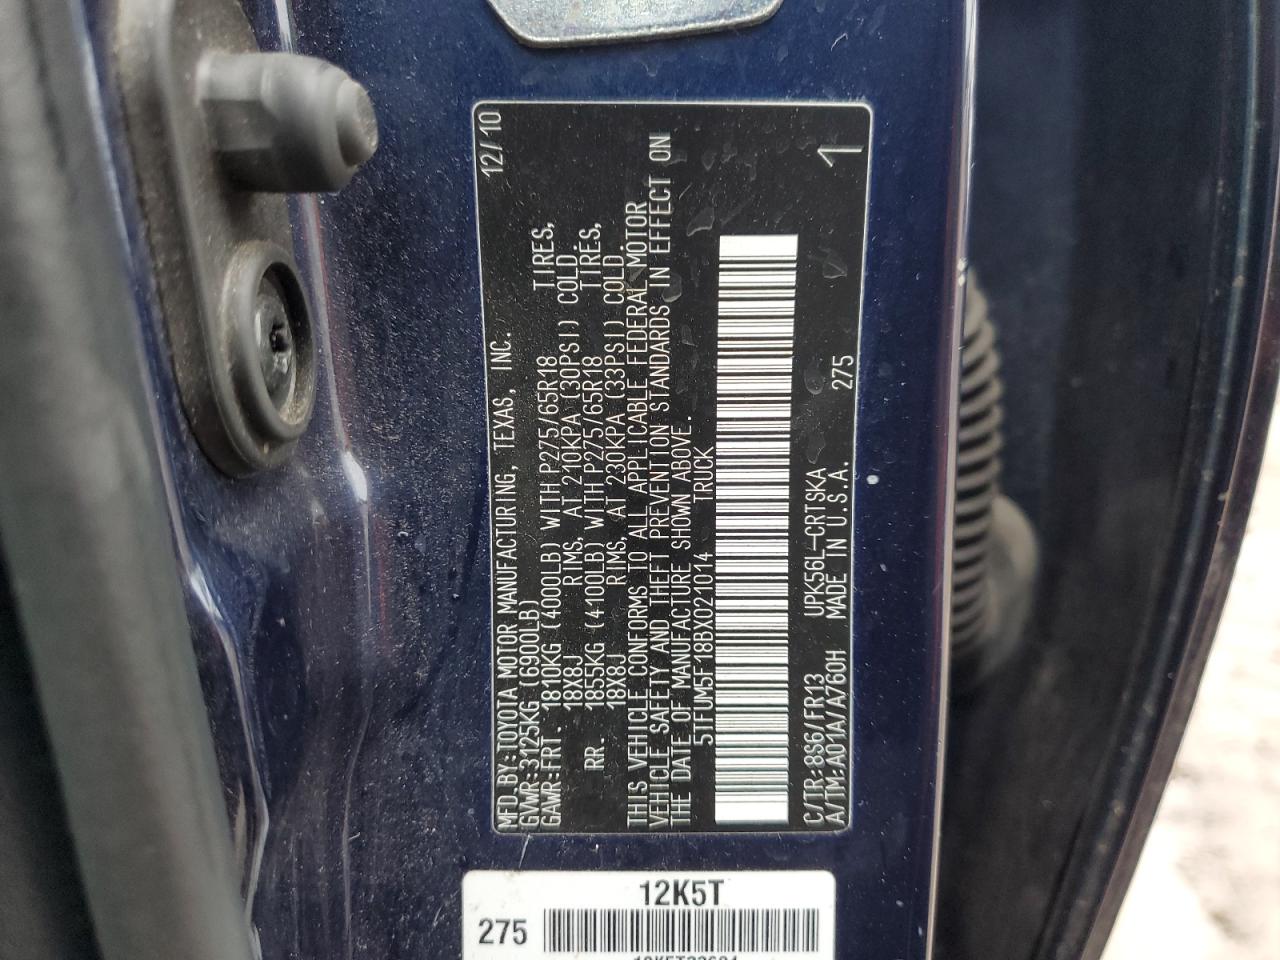 MFD.BY:TOYOTA MOTOR MANUFACTURING, TEXAS, INC. 12/10
GVWR:3125KG (6900LB)
GAWR:FRT. 1810KG (4000LB) WITH P275/65R18 TIRES,
18X8J RIMS, AT 210KPA (30PSI) COLD.
RR. 1855KG (4100LB) WITH P275/65R18 TIRES,
18X8J RIMS, AT 230KPA (33PSI) COLD.
THIS VEHICLE CONFORMS TO ALL APPLICABLE FEDERAL MOTOR
VEHICLE SAFETY AND THEFT PREVENTION STANDARDS IN EFFECT ON
THE DATE OF MANUFACTURE SHOWN ABOVE.
5TFUM5F18BX021014 TRUCK
C/TR:8S6/FR13 UPK56L-CRTSKA 1
A/TM:A01A/A760H MADE IN U.S.A. 275
12K5T
275